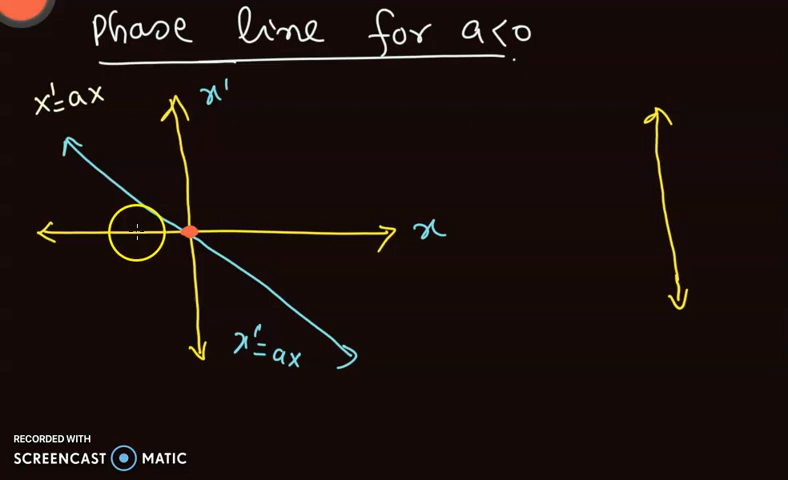 Phase line for a<0
x'=ax
x'
x
x'=ax
RECORDED WITH
SCREENCAST MATIC